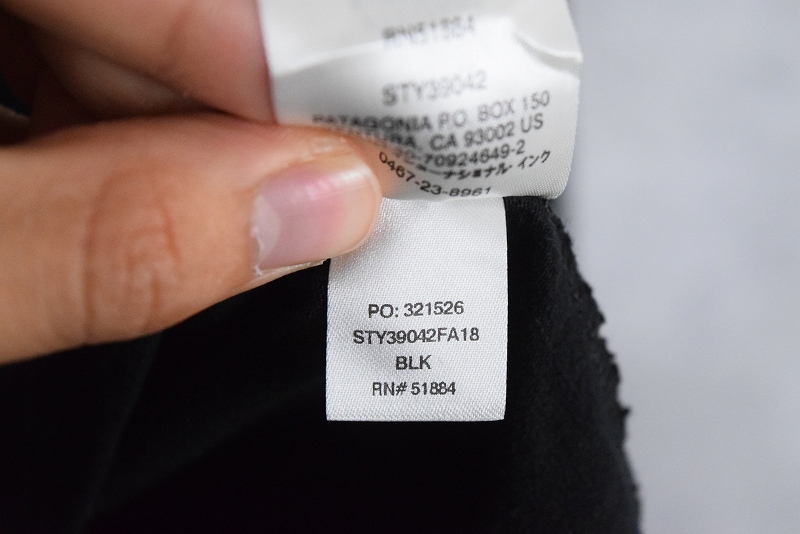 RN51884
STY39042
PATAGONIA P.O. BOX 150
CA 93002 US
70924649-2
ナショナル・インク
0467-23-8961
PO: 321526
STY39042FA18
BLK
RN# 51884